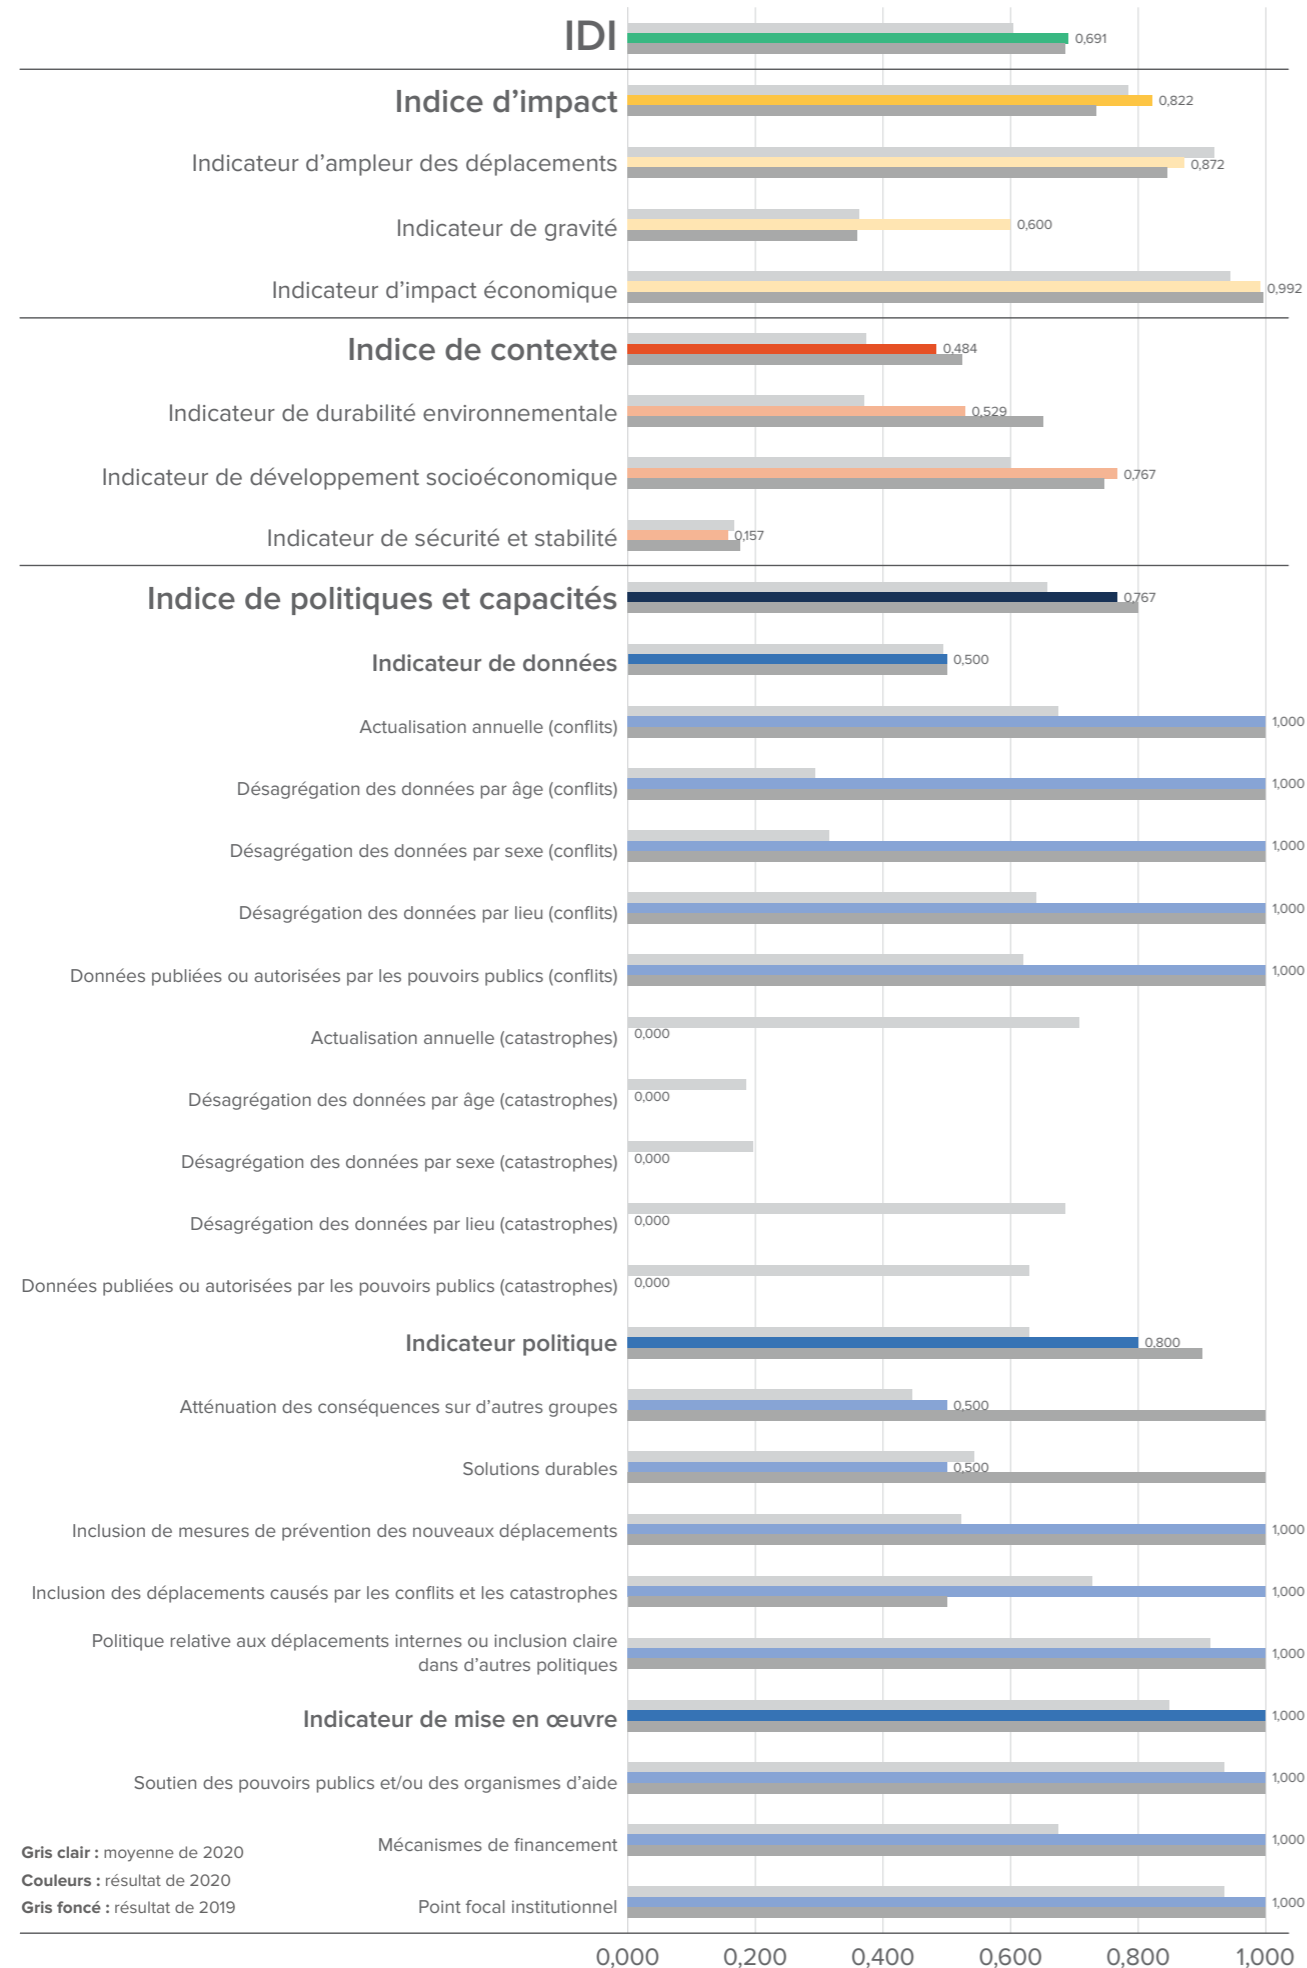 IDI
0,691
Indice d’impact
0,822
Indicateur d’ampleur des déplacements
0,872
Indicateur de gravité
0,600
Indicateur d’impact économique
0,992
Indice de contexte
0,484
Indicateur de durabilité environnementale
0,529
Indicateur de développement socioéconomique
0,767
Indicateur de sécurité et stabilité
0,157
Indice de politiques et capacités
0,767
Indicateur de données
0,500
Actualisation annuelle (conflits)
1,000
Désagrégation des données par âge (conflits)
1,000
Désagrégation des données par sexe (conflits)
1,000
Désagrégation des données par lieu (conflits)
1,000
Données publiées ou autorisées par les pouvoirs publics (conflits)
1,000
Actualisation annuelle (catastrophes)
0,000
Désagrégation des données par âge (catastrophes)
0,000
Désagrégation des données par sexe (catastrophes)
0,000
Désagrégation des données par lieu (catastrophes)
0,000
Données publiées ou autorisées par les pouvoirs publics (catastrophes)
0,000
Indicateur politique
0,800
Atténuation des conséquences sur d’autres groupes
0,500
Solutions durables
0,500
Inclusion de mesures de prévention des nouveaux déplacements
1,000
Inclusion des déplacements causés par les conflits et les catastrophes
1,000
Politique relative aux déplacements internes ou inclusion claire
dans d’autres politiques
1,000
Indicateur de mise en œuvre
1,000
Soutien des pouvoirs publics et/ou des organismes d’aide
1,000
Mécanismes de financement
1,000
Point focal institutionnel
1,000
Gris clair : moyenne de 2020
Couleurs : résultat de 2020
Gris foncé : résultat de 2019
0,000 0,200 0,400 0,600 0,800 1,000